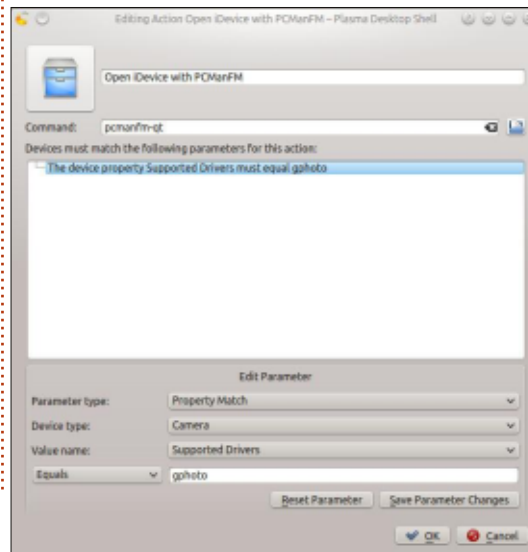 Editing Action Open iDevice with PCManFM – Plasma Desktop Shell
Open iDevice with PCManFM
Command: pcmanfm-qt
Devices must match the following parameters for this action:
The device property Supported Drivers must equal gphoto
Edit Parameter
Parameter type: Property Match
Device type: Camera
Value name: Supported Drivers
Equals gphoto
Reset Parameter Save Parameter Changes
OK Cancel